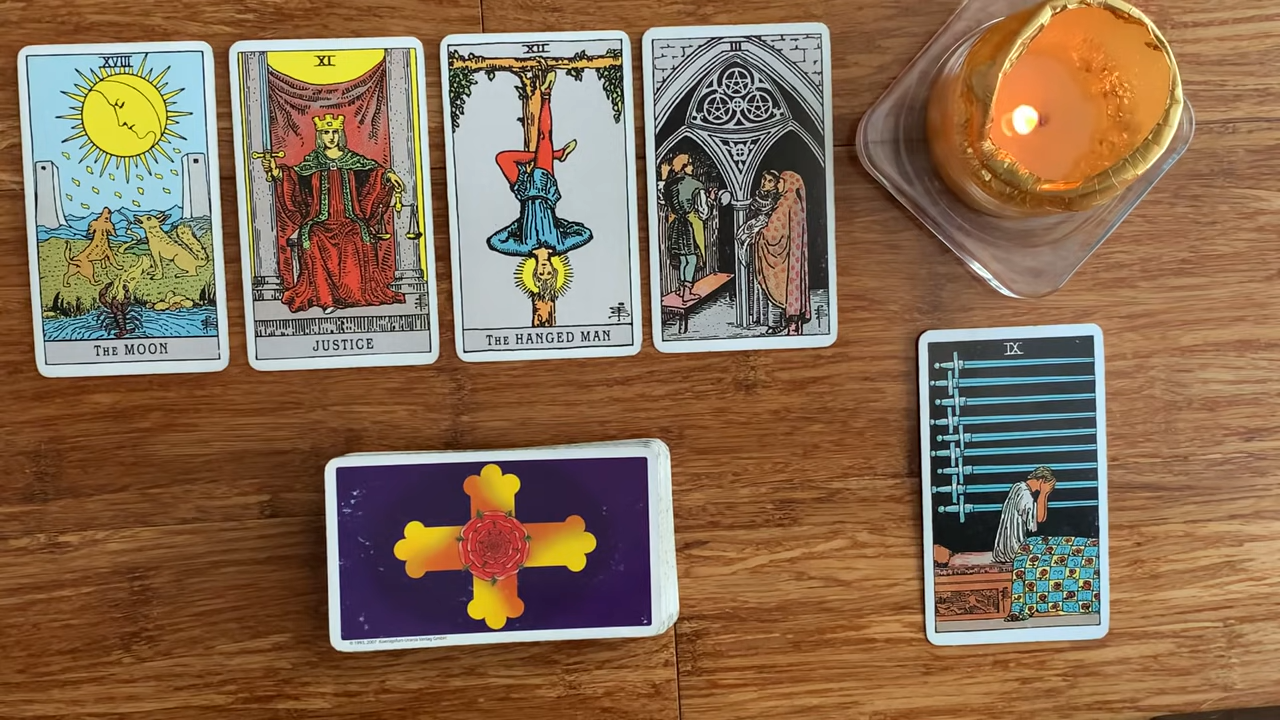 XVIII
THE MOON
XI
JUSTICE
XII
THE HANGED MAN
III
IX